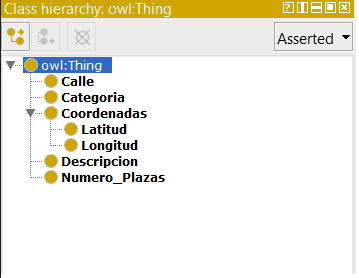 Class hierarchy: owl:Thing
Asserted
owl:Thing
Calle
Categoria
Coordenadas
Latitud
Longitud
Descripcion
Numero_Plazas